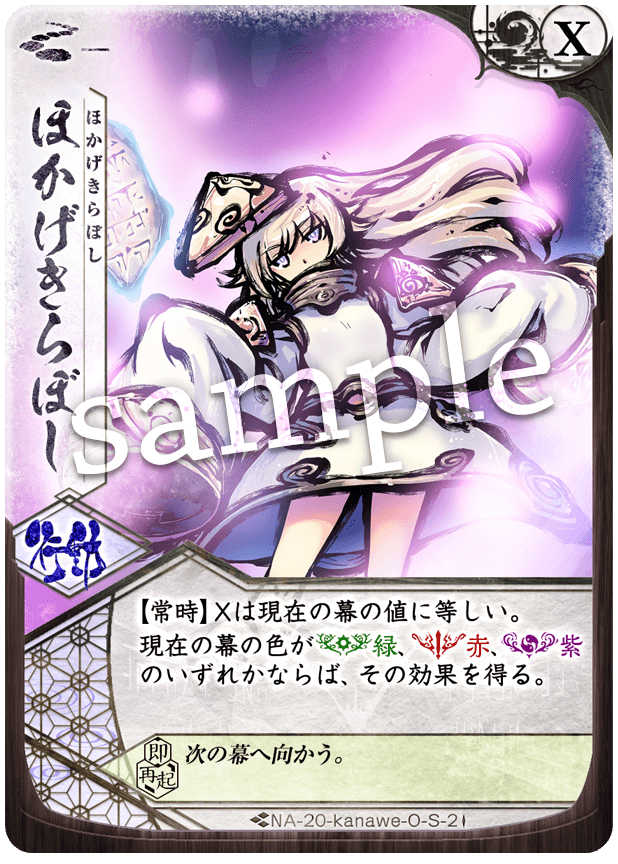 X
ほかげきらぼし
ほかげきらぼし
sample
行動
【常時】Xは現在の幕の値に等しい。
現在の幕の色が緑、赤、紫
のいずれかならば、その効果を得る。
即再起
次の幕へ向かう。
NA-20-kanawe-O-S-2